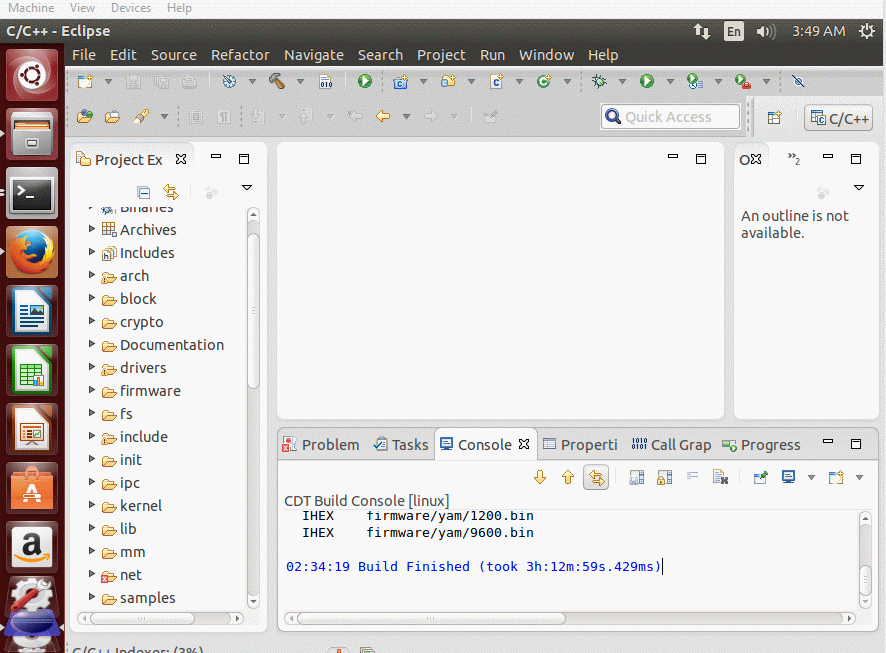 Machine View Devices Help
C/C++ - Eclipse En 3:49 AM
File Edit Source Refactor Navigate Search Project Run Window Help
010
Quick Access C/C++
Project Ex O »2
An outline is not
available.
Binaries
Archives
Includes
arch
block
crypto
Documentation
drivers
firmware
fs
include
init
ipc
kernel
lib
mm
net
samples
Problem Tasks Console Properti Call Grap Progress
CDT Build Console [linux]
IHEX firmware/yam/1200.bin
IHEX firmware/yam/9600.bin
02:34:19 Build Finished (took 3h:12m:59s.429ms)
C/C++ Indexer: (3%)